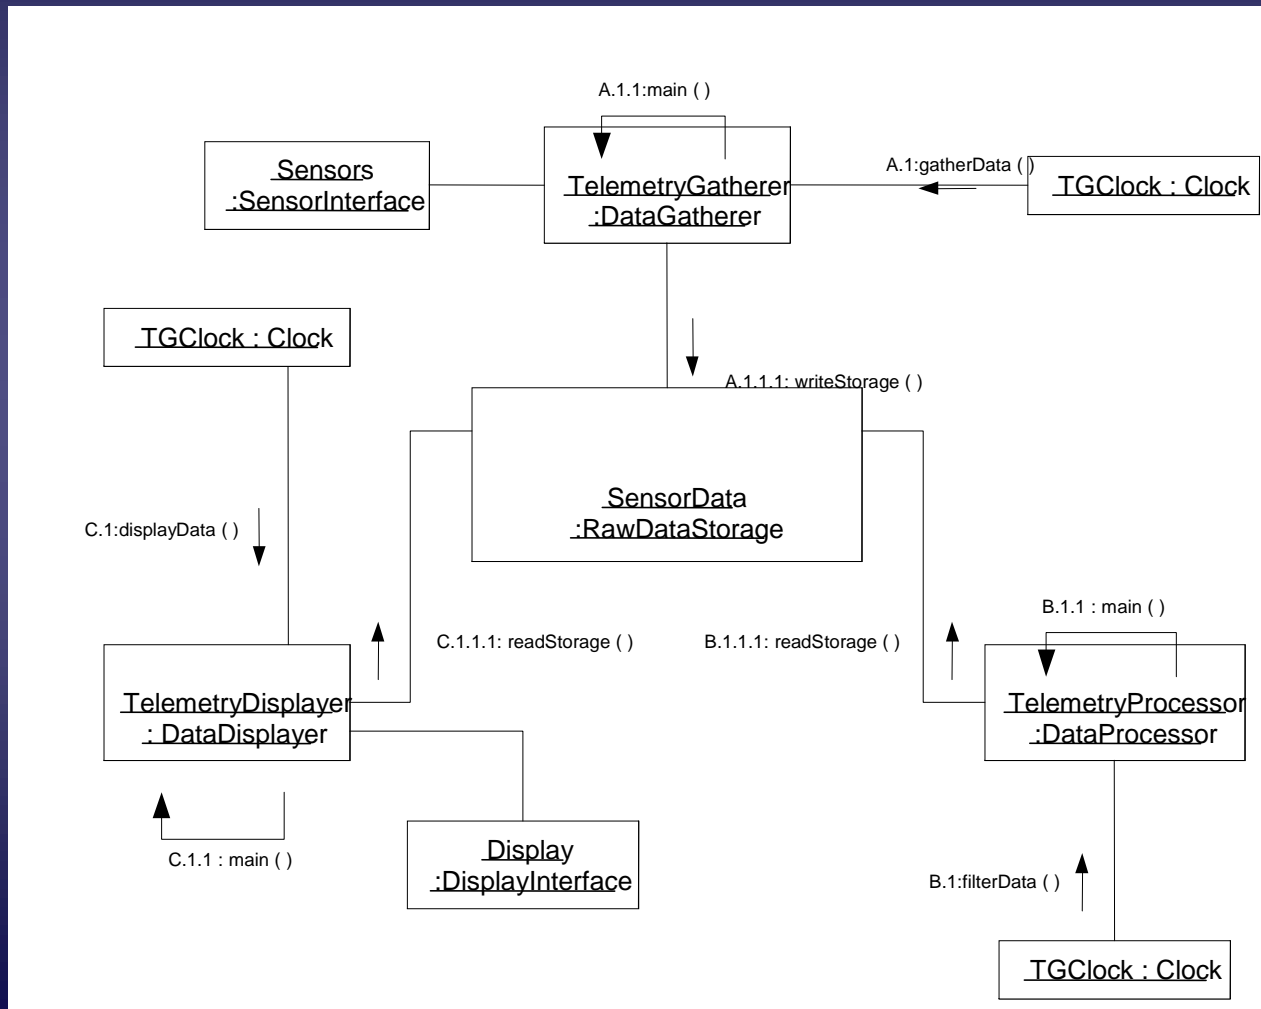 A.1.1:main ( )
Sensors
:SensorInterface
TelemetryGatherer
:DataGatherer
A.1:gatherData ( )
TGClock : Clock
TGClock : Clock
A.1.1.1: writeStorage ( )
SensorData
:RawDataStorage
C.1:displayData ( )
C.1.1.1: readStorage ( )
B.1.1.1: readStorage ( )
B.1.1 : main ( )
TelemetryDisplayer
: DataDisplayer
TelemetryProcessor
:DataProcessor
C.1.1 : main ( )
Display
:DisplayInterface
B.1:filterData ( )
TGClock : Clock